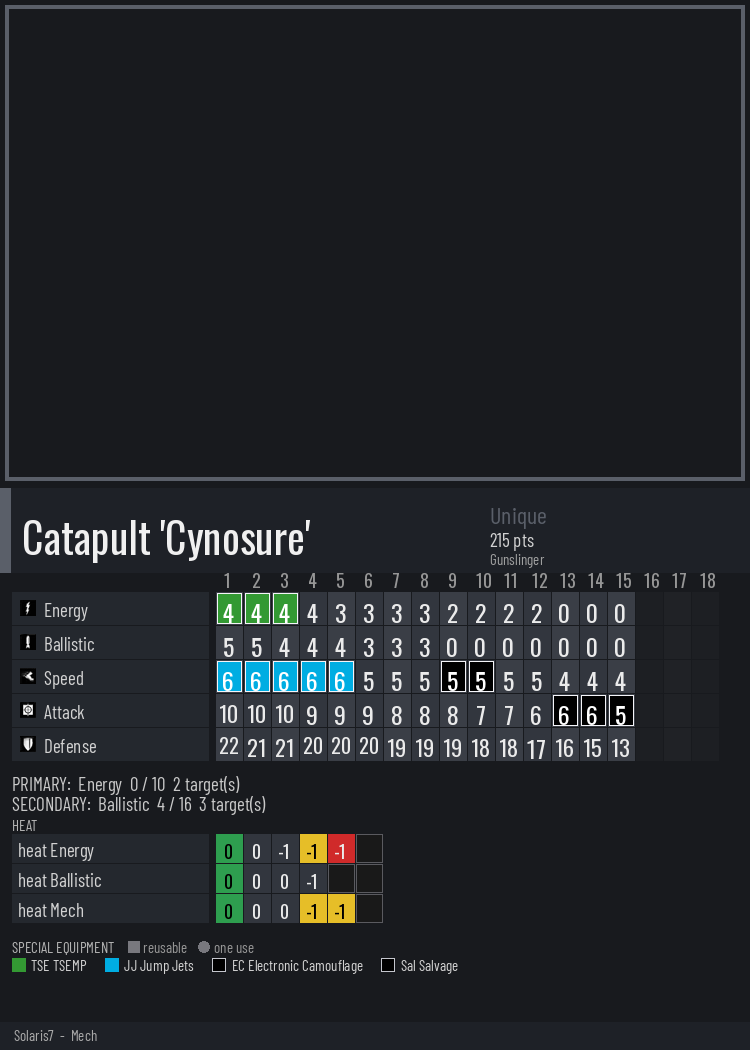 Catapult 'Cynosure'
Unique
215 pts
Gunslinger
1 2 3 4 5 6 7 8 9 10 11 12 13 14 15 16 17 18
Energy 4 4 4 4 3 3 3 3 2 2 2 2 0 0 0
Ballistic 5 5 4 4 4 3 3 3 0 0 0 0 0 0 0
Speed 6 6 6 6 6 5 5 5 5 5 5 5 4 4 4
Attack 10 10 10 9 9 9 8 8 8 7 7 6 6 6 5
Defense 22 21 21 20 20 20 19 19 19 18 18 17 16 15 13
PRIMARY: Energy 0 / 10 2 target(s)
SECONDARY: Ballistic 4 / 16 3 target(s)
HEAT
heat Energy 0 0 -1 -1 -1
heat Ballistic 0 0 0 -1
heat Mech 0 0 0 -1 -1
SPECIAL EQUIPMENT reusable one use
TSE TSEMP JJ Jump Jets EC Electronic Camouflage Sal Salvage
Solaris7 - Mech